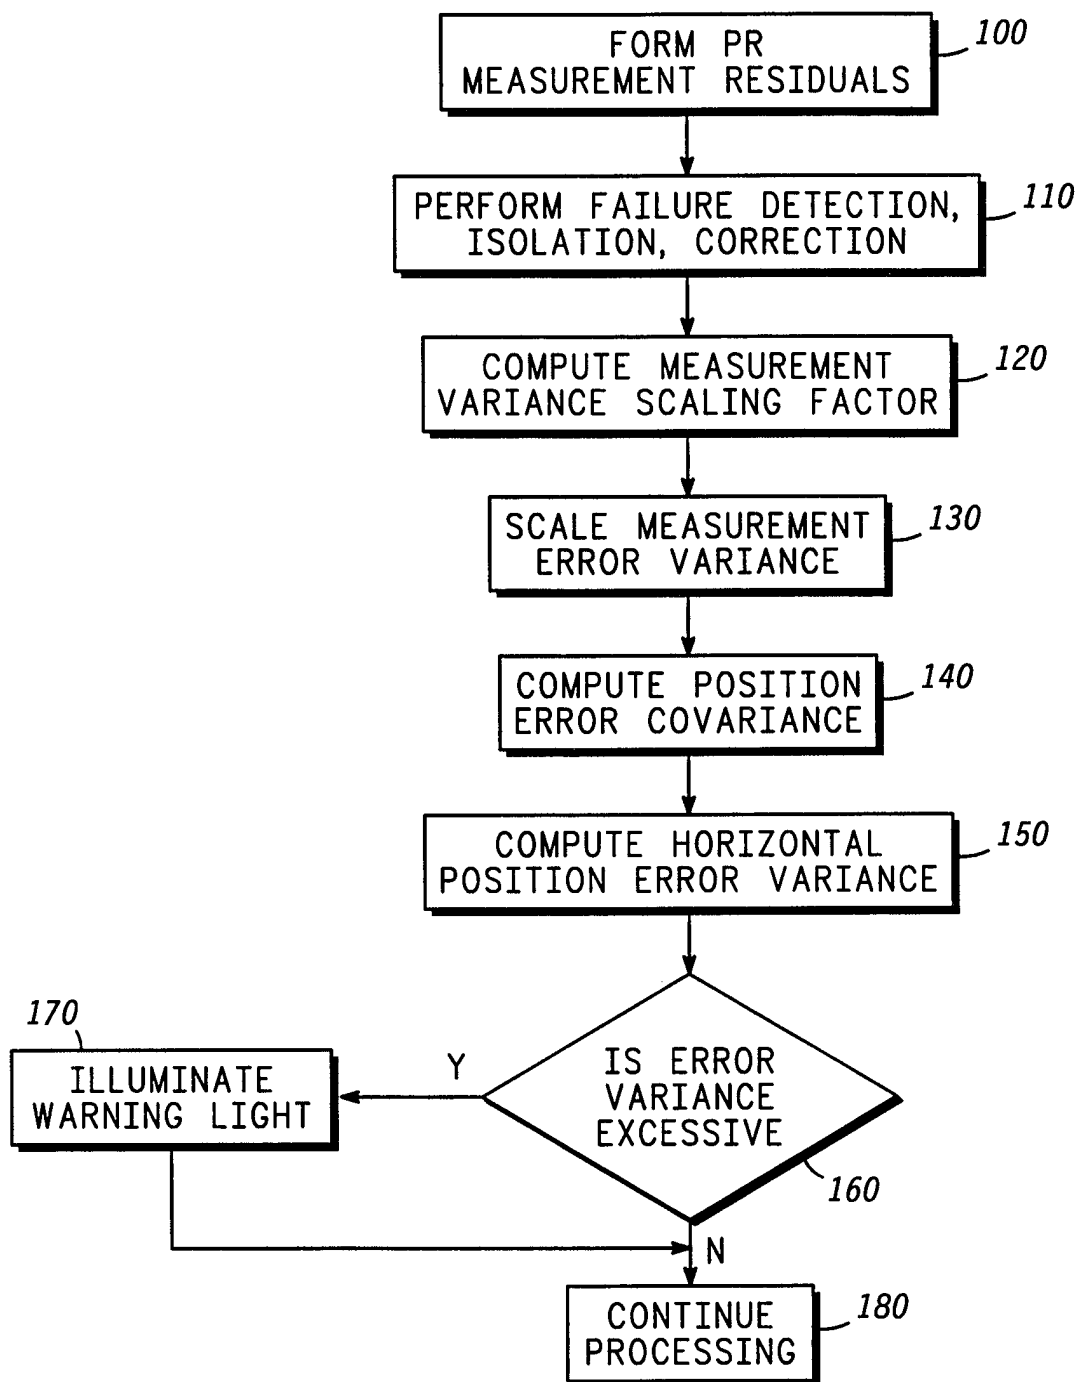 FORM PR
MEASUREMENT RESIDUALS
100
PERFORM FAILURE DETECTION,
ISOLATION, CORRECTION
110
COMPUTE MEASUREMENT
VARIANCE SCALING FACTOR
120
SCALE MEASUREMENT
ERROR VARIANCE
130
COMPUTE POSITION
ERROR COVARIANCE
140
COMPUTE HORIZONTAL
POSITION ERROR VARIANCE
150
IS ERROR
VARIANCE
EXCESSIVE
160
Y
170
ILLUMINATE
WARNING LIGHT
N
CONTINUE
PROCESSING
180